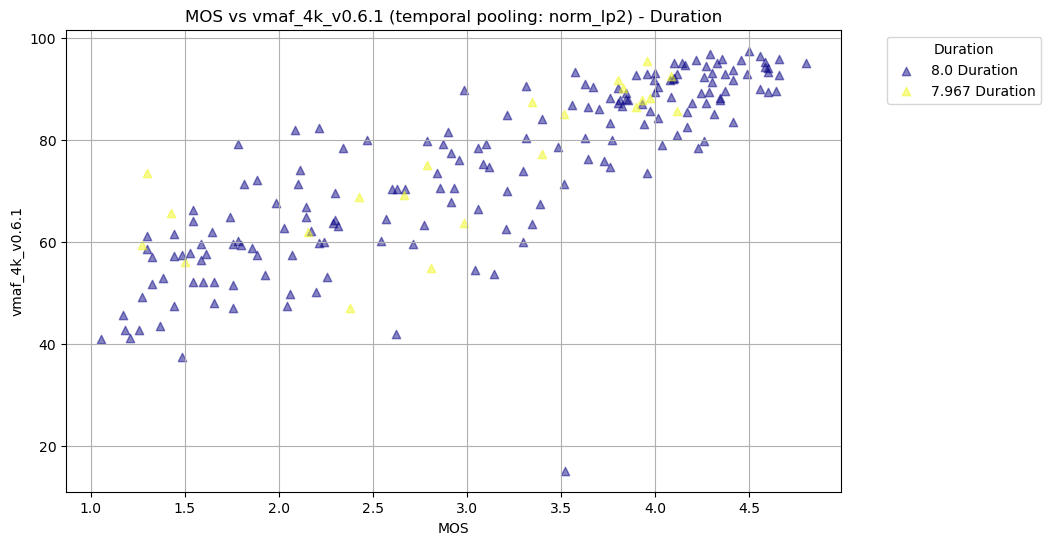 MOS vs vmaf_4k_v0.6.1 (temporal pooling: norm_lp2) - Duration
Duration
8.0 Duration
7.967 Duration
vmaf_4k_v0.6.1
100
80
60
40
20
1.0 1.5 2.0 2.5 3.0 3.5 4.0 4.5
MOS